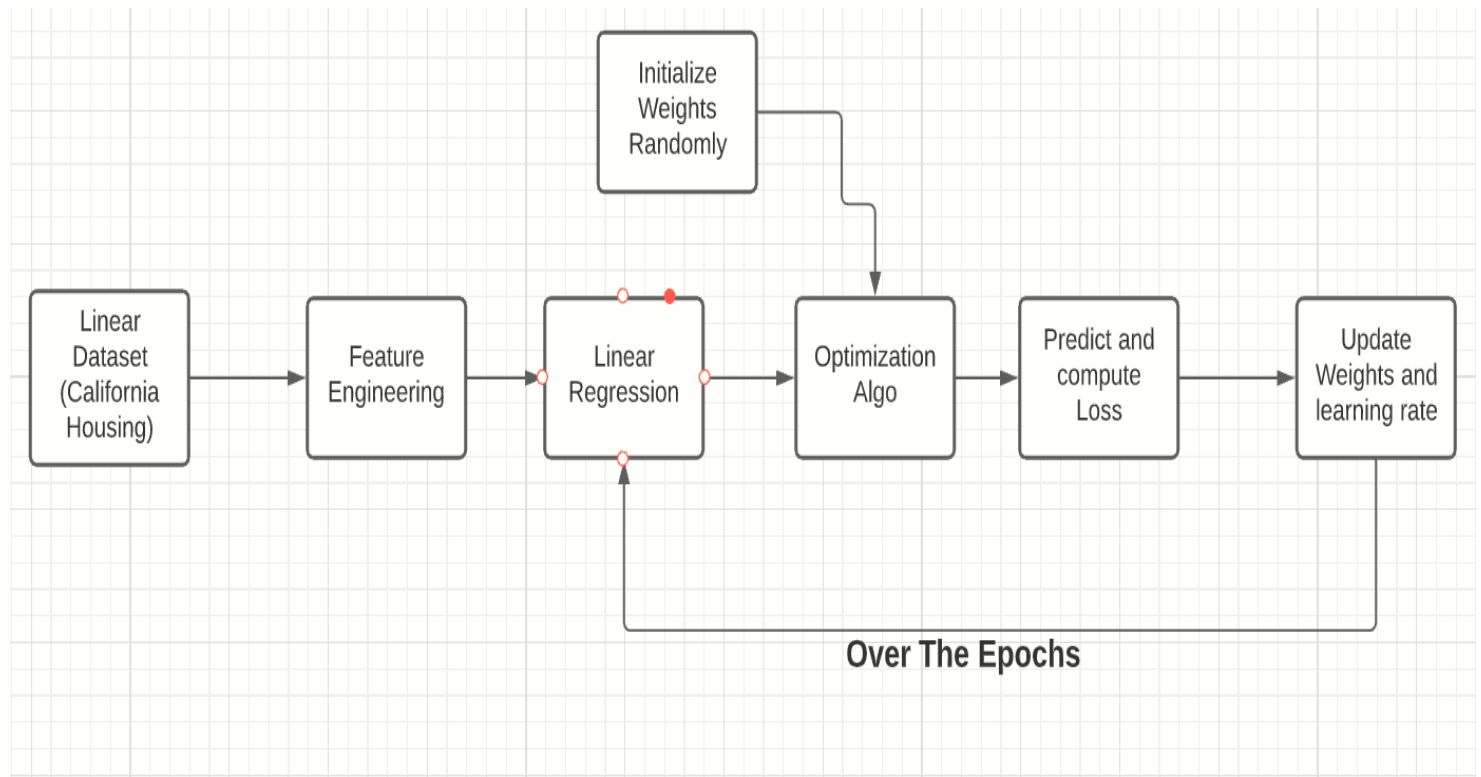 Initialize
Weights
Randomly
Linear
Dataset
(California
Housing)
Feature
Engineering
Linear
Regression
Optimization
Algo
Predict and
compute
Loss
Update
Weights and
learning rate
Over The Epochs